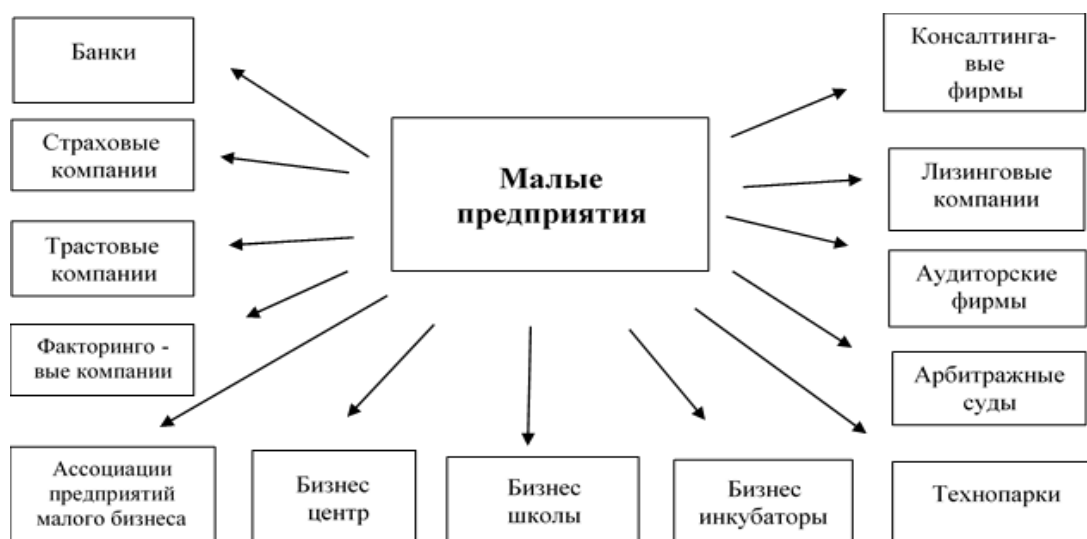 Банки
Страховые
компании
Трастовые
компании
Факторинго -
вые компании
Ассоциации
предприятий
малого бизнеса
Бизнес
центр
Бизнес
школы
Бизнес
инкубаторы
Технопарки
Малые
предприятия
Консалтинга-
вые
фирмы
Лизинговые
компании
Аудиторские
фирмы
Арбитражные
суды